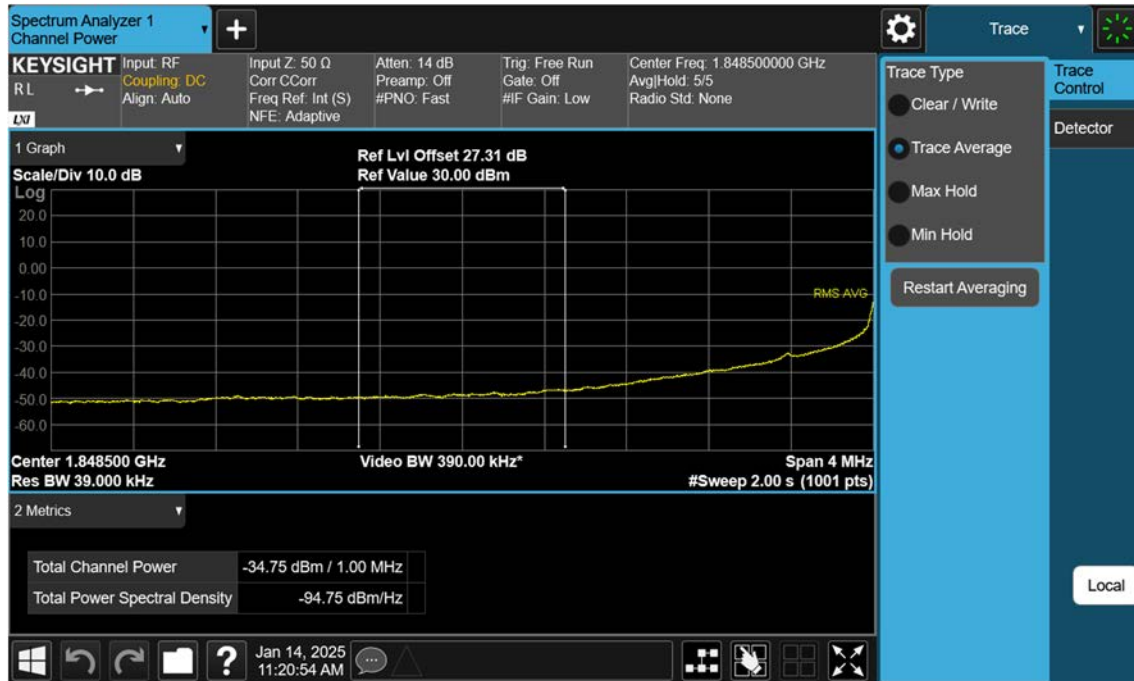 Spectrum Analyzer 1
Channel Power
Trace
KEYSIGHT
RL
LXI
Input: RF
Coupling: DC
Align: Auto
Input Z: 50 Ω
Corr CCorr
Freq Ref: Int (S)
NFE: Adaptive
Atten: 14 dB
Preamp: Off
#PNO: Fast
Trig: Free Run
Gate: Off
#IF Gain: Low
Center Freq: 1.848500000 GHz
Avg|Hold: 5/5
Radio Std: None
1 Graph
Scale/Div 10.0 dB
Ref Lvl Offset 27.31 dB
Ref Value 30.00 dBm
Log
20.0
10.0
0.00
-10.0
-20.0
-30.0
-40.0
-50.0
-60.0
RMS AVG
Center 1.848500 GHz
Res BW 39.000 kHz
Video BW 390.00 kHz*
Span 4 MHz
#Sweep 2.00 s (1001 pts)
2 Metrics
Total Channel Power -34.75 dBm / 1.00 MHz
Total Power Spectral Density -94.75 dBm/Hz
Trace Type
Clear / Write
Trace Average
Max Hold
Min Hold
Restart Averaging
Trace
Control
Detector
Local
?
Jan 14, 2025
11:20:54 AM